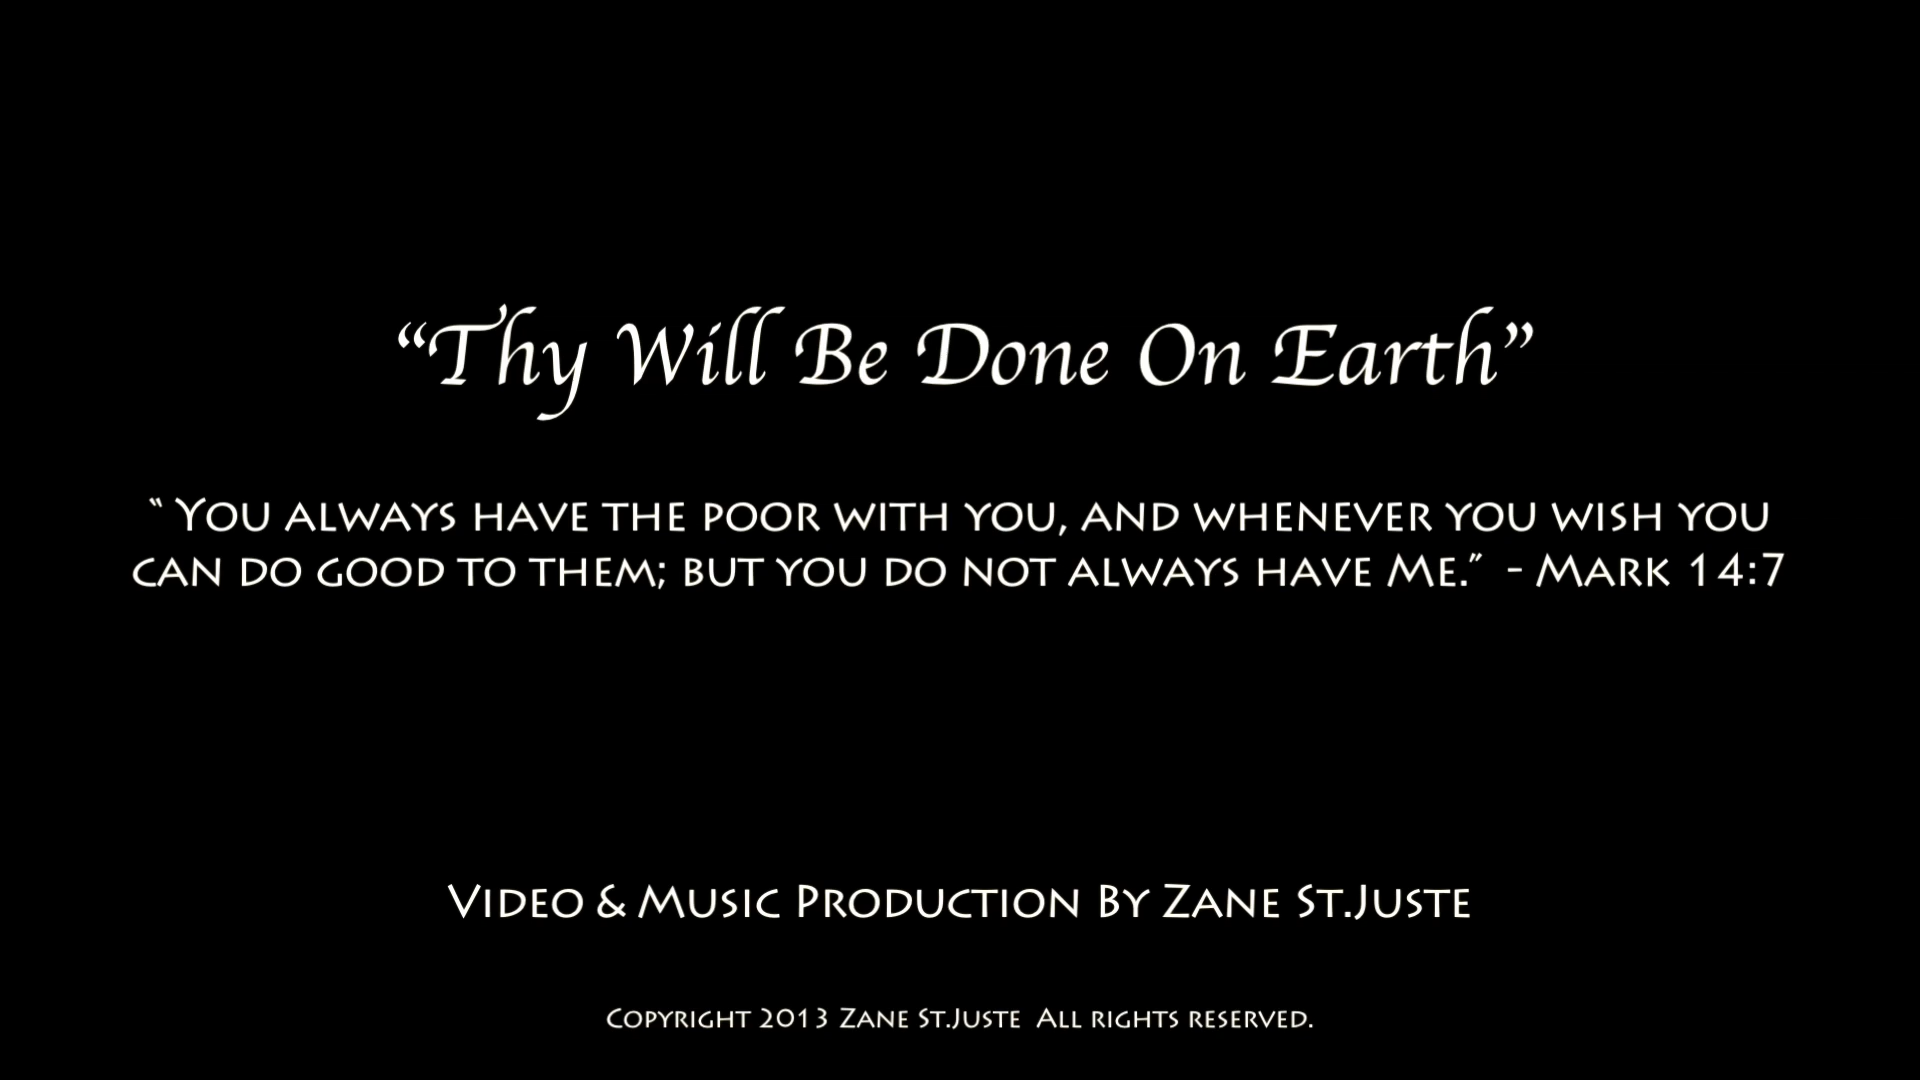 “Thy Will Be Done On Earth”
“ You always have the poor with you, and whenever you wish you
can do good to them; but you do not always have Me.”  - Mark 14:7
Video & Music Production By Zane St.Juste
Copyright 2013 Zane St.Juste  All rights reserved.